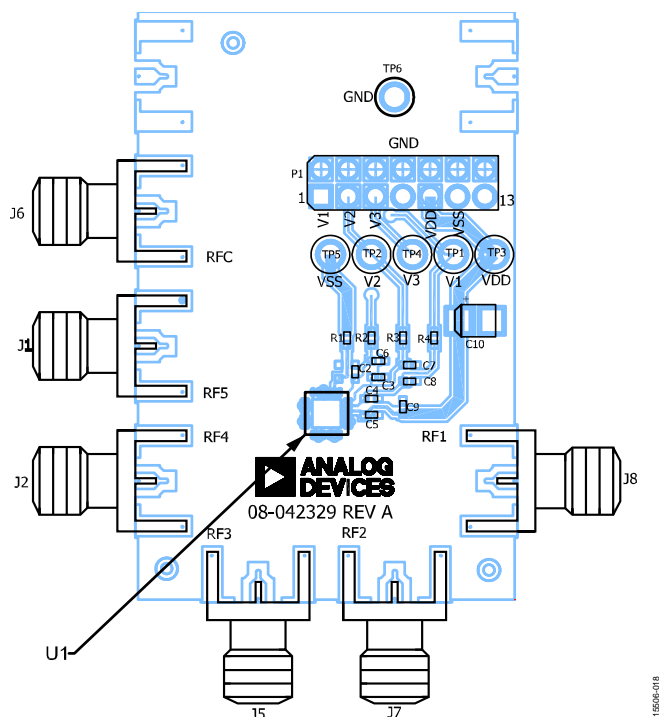 TP6
GND
GND
P1
1
13
V1
V2
V3
VDD
VSS
J6
RFC
TP5
TP2
TP4
TP1
TP3
VSS
V2
V3
V1
VDD
+
J1
R1
R2
R3
R4
C10
C6
C7
C2
C3
C8
C4
C9
C5
RF5
RF4
RF1
J2
J8
ANALOG
DEVICES
08-042329 REV A
RF3
RF2
U1
J5
J7
15506-018